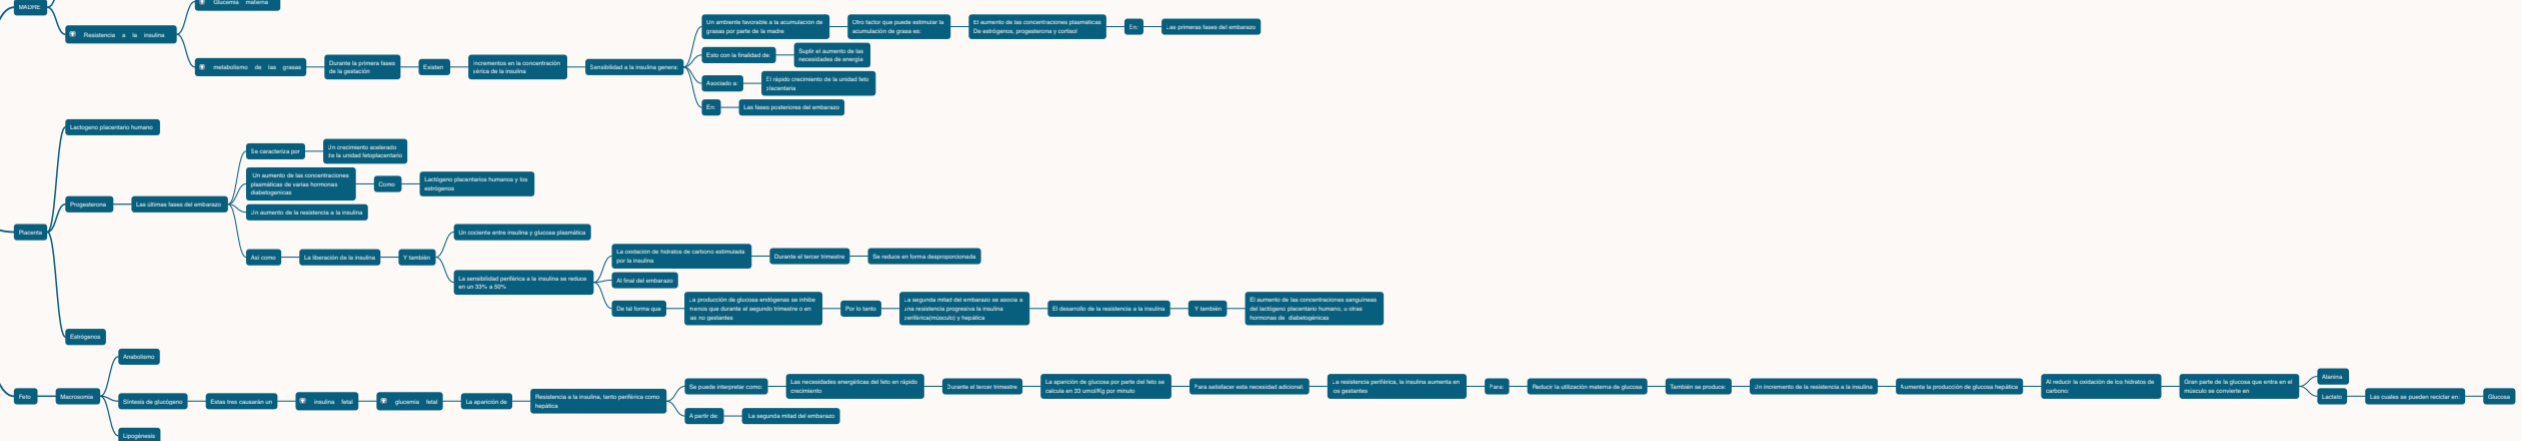 MADRE
Glucemia materna
Resistencia a la insulina
metabolismo de las grasas
Durante la primera fases
de la gestación
Existen
Incrementos en la concentración
sérica de la insulina
Sensibilidad a la insulina genera:
Un ambiente favorable a la acumulación de
grasas por parte de la madre
Otro factor que puede estimular la
acumulación de grasa es:
El aumento de las concentraciones plasmáticas
De estrógenos, progesterona y cortisol
En:
Las primeras fases del embarazo
Esto con la finalidad de:
Suplir el aumento de las
necesidades de energía
Asociado a:
El rápido crecimiento de la unidad feto
placentaria
En:
Las fases posteriores del embarazo
Placenta
Lactogeno placentario humano
Progesterona
Las últimas fases del embarazo
Se caracteriza por
Un crecimiento acelerado
de la unidad fetoplacentario
Un aumento de las concentraciones
plasmáticas de varias hormonas
diabetogenicas
Como
Lactógeno placentarios humanos y los
estrógenos
Un aumento de la resistencia a la insulina
Así como
La liberación de la insulina
Y también
Un cociente entre insulina y glucosa plasmática
La sensibilidad periférica a la insulina se reduce
en un 33% a 50%
La oxidación de hidratos de carbono estimulada
por la insulina
Durante el tercer trimestre
Se reduce en forma desproporcionada
Al final del embarazo
De tal forma que
La producción de glucosa endógenas se inhibe
menos que durante el segundo trimestre o en
las no gestantes
Por lo tanto
La segunda mitad del embarazo se asocia a
una resistencia progresiva la insulina
periférica(músculo) y hepática
El desarrollo de la resistencia a la insulina
Y también
El aumento de las concentraciones sanguíneas
del lactógeno placentario humano, u otras
hormonas de diabetogénicas
Estrógenos
Feto
Macrosomia
Anabolismo
Síntesis de glucógeno
Estas tres causarán un
insulina fetal
glucemia fetal
La aparición de
Resistencia a la insulina, tanto periférica como
hepática
Se puede interpretar como:
Las necesidades energéticas del feto en rápido
crecimiento
Durante el tercer trimestre
La aparición de glucosa por parte del feto se
calcula en 33 umol/Kg por minuto
Para satisfacer esta necesidad adicional:
La resistencia periférica, la insulina aumenta en
los gestantes
Para:
Reducir la utilización materna de glucosa
También se produce:
Un incremento de la resistencia a la insulina
Aumenta la producción de glucosa hepática
Al reducir la oxidación de los hidratos de
carbono:
Gran parte de la glucosa que entra en el
músculo se convierte en
Alanina
Lactato
Las cuales se pueden reciclar en:
Glucosa
A partir de:
La segunda mitad del embarazo
Lipogénesis